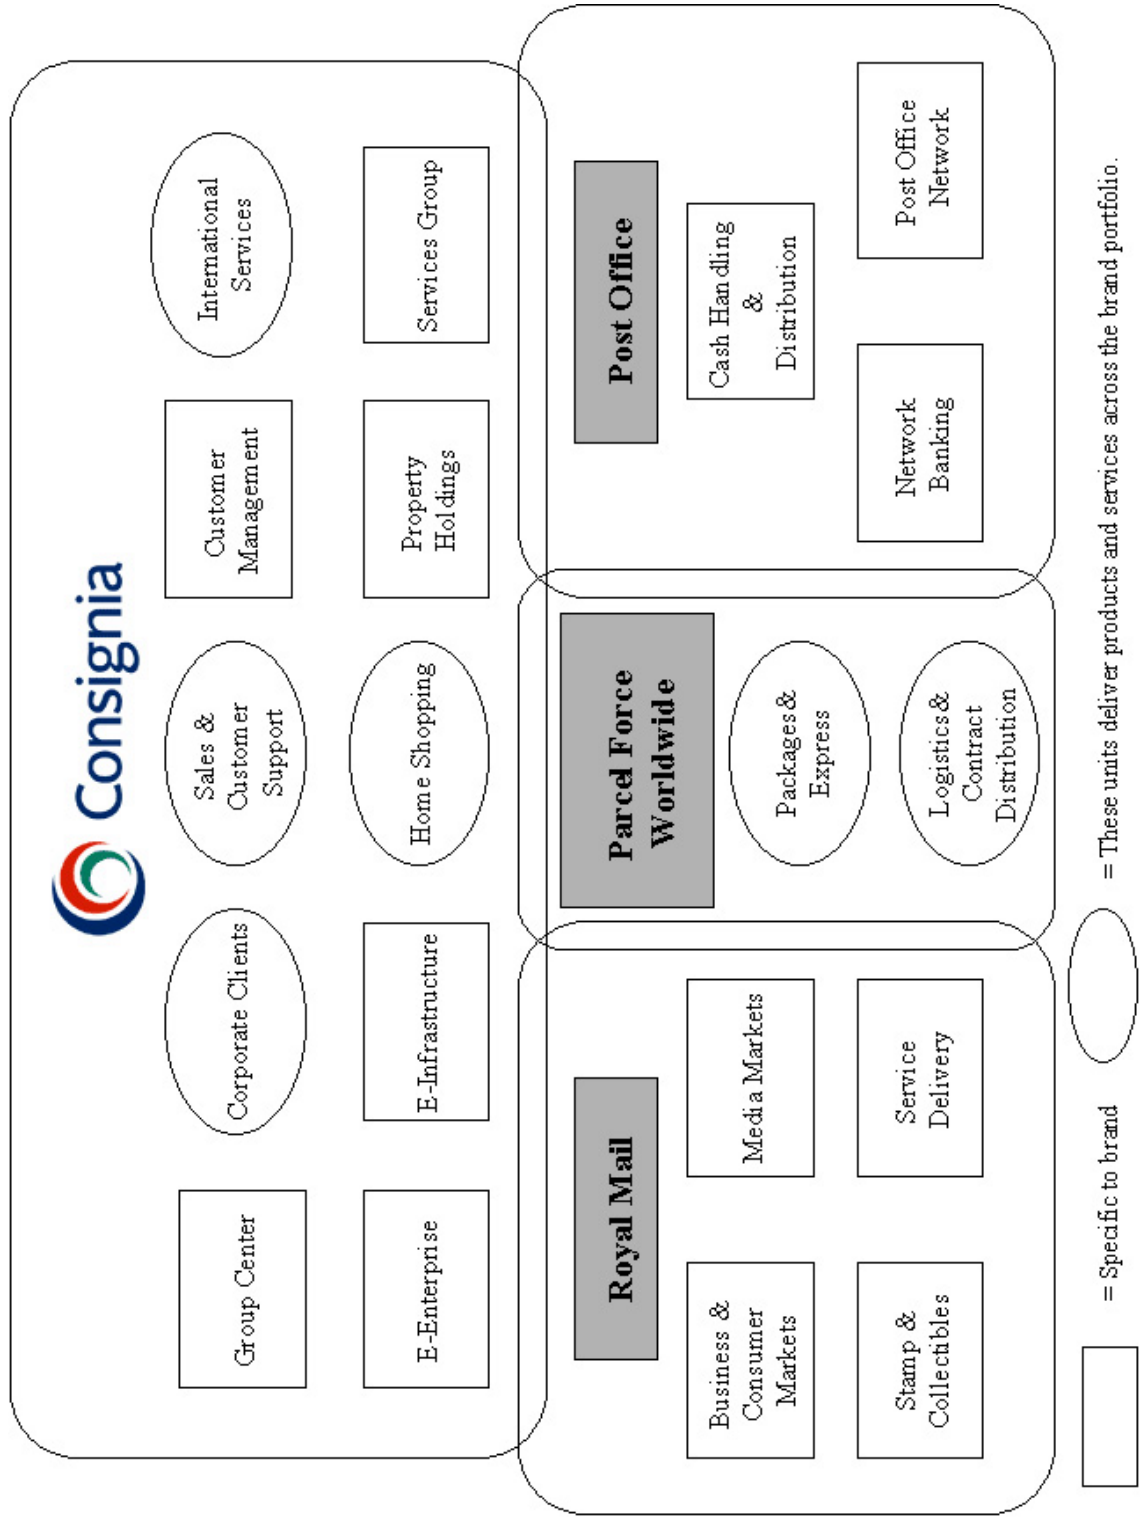 Consignia
Group Center
Corporate Clients
Sales &
Customer
Support
Customer
Management
International
Services
E-Enterprise
E-Infrastructure
Home Shopping
Property
Holdings
Services Group
Royal Mail
Business &
Consumer
Markets
Media Markets
Stamp &
Collectibles
Service
Delivery
Parcel Force
Worldwide
Packages &
Express
Logistics &
Contract
Distribution
Post Office
Cash Handling
&
Distribution
Network
Banking
Post Office
Network
= Specific to brand
= These units deliver products and services across the brand portfolio.